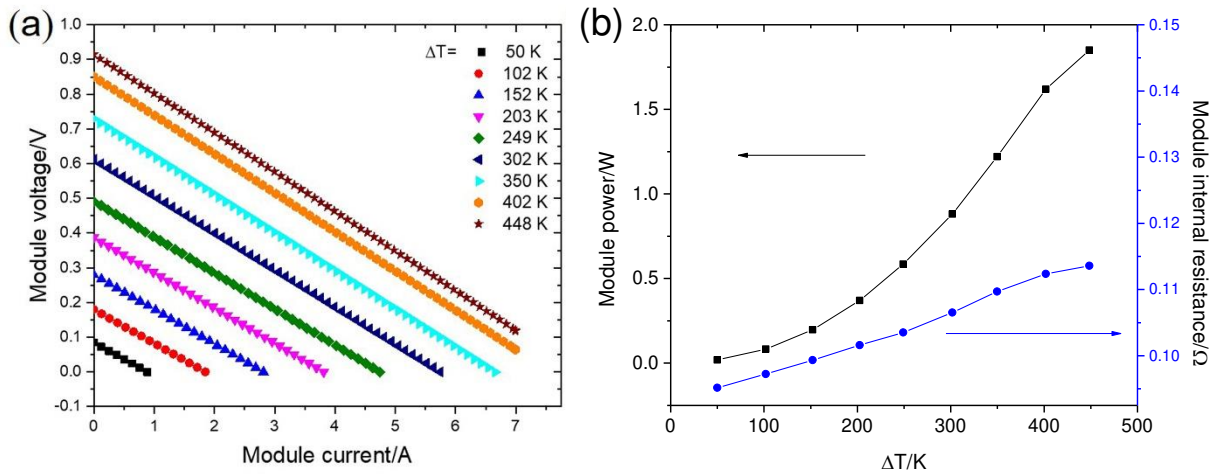 (a)
1.0
0.9
0.8
0.7
0.6
0.5
0.4
0.3
0.2
0.1
0.0
-0.1
Module voltage/V
0 1 2 3 4 5 6 7
Module current/A
ΔT= 50 K
102 K
152 K
203 K
249 K
302 K
350 K
402 K
448 K
(b)
2.0
1.5
1.0
0.5
0.0
Module power/W
0 100 200 300 400 500
ΔT/K
0.15
0.14
0.13
0.12
0.11
0.10
Module internal
resistance/Ω